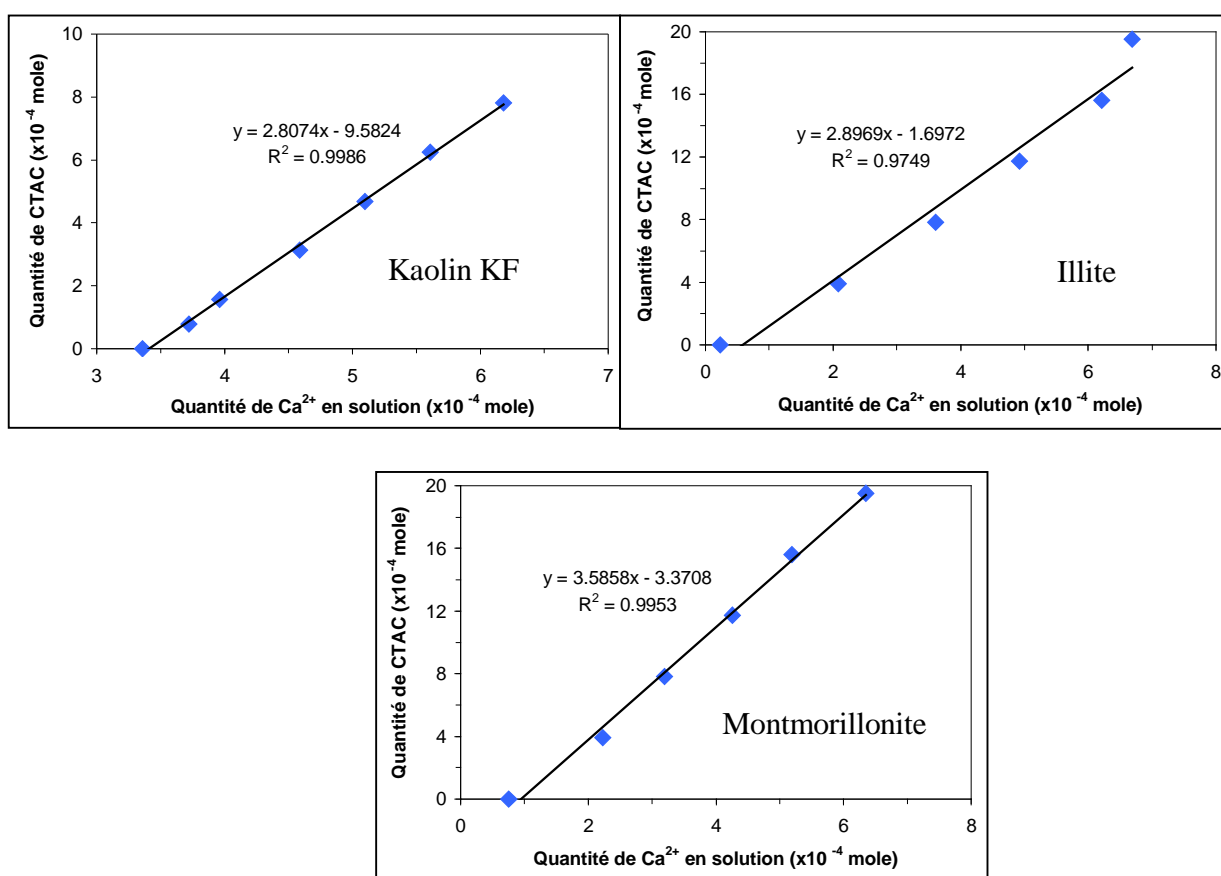 10
8
6
4
2
0
3 4 5 6 7
Quantité de CTAC (x10⁻⁴ mole)
y = 2.8074x - 9.5824
R² = 0.9986
Kaolin KF
Quantité de Ca²⁺ en solution (x10 ⁻⁴ mole)
20
16
12
8
4
0
0 2 4 6 8
Quantité de CTAC (x10⁻⁴ mole)
y = 2.8969x - 1.6972
R² = 0.9749
Illite
Quantité de Ca²⁺ en solution (x10 ⁻⁴ mole)
20
16
12
8
4
0
0 2 4 6 8
Quantité de CTAC (x10⁻⁴ mole)
y = 3.5858x - 3.3708
R² = 0.9953
Montmorillonite
Quantité de Ca²⁺ en solution (x10 ⁻⁴ mole)